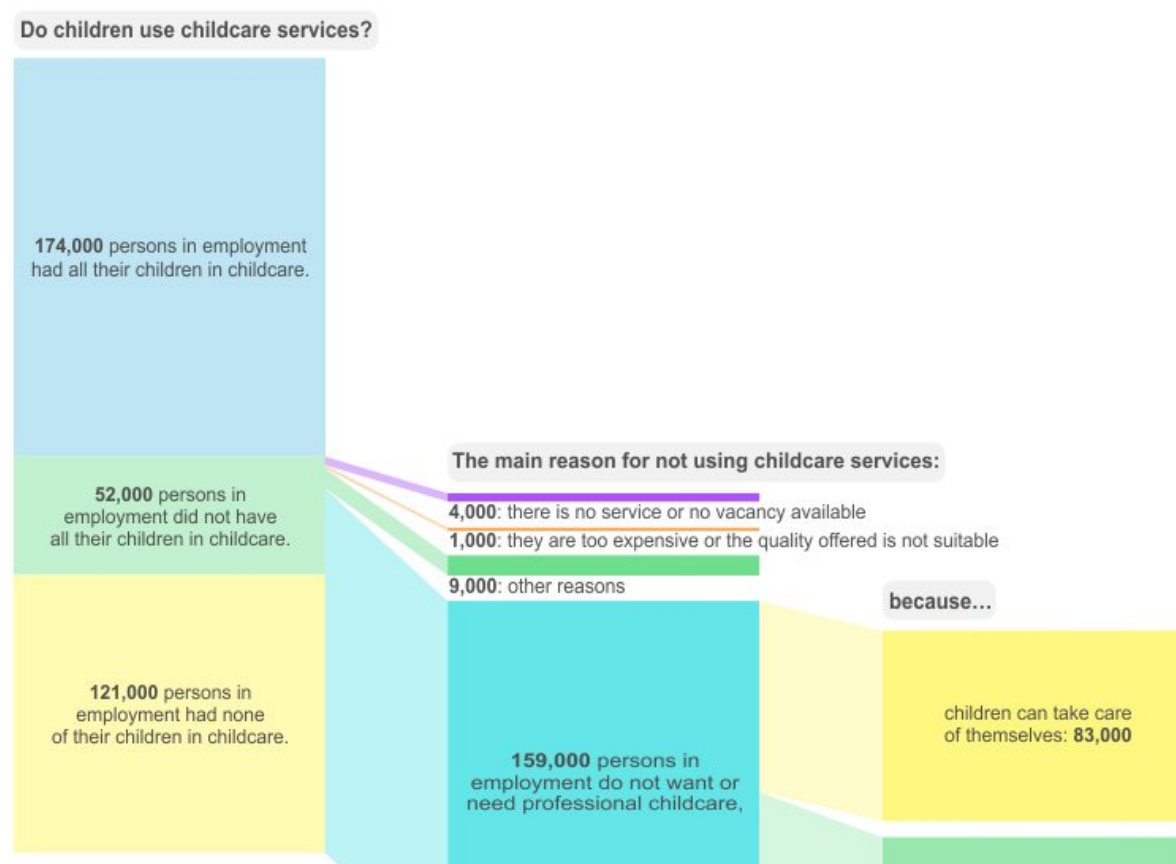 Do children use childcare services?
174,000 persons in employment
had all their children in childcare.
52,000 persons in
employment did not have
all their children in childcare.
121,000 persons in
employment had none
of their children in childcare.
The main reason for not using childcare services:
4,000: there is no service or no vacancy available
1,000: they are too expensive or the quality offered is not suitable
9,000: other reasons
159,000 persons in
employment do not want or
need professional childcare,
because...
children can take care
of themselves: 83,000